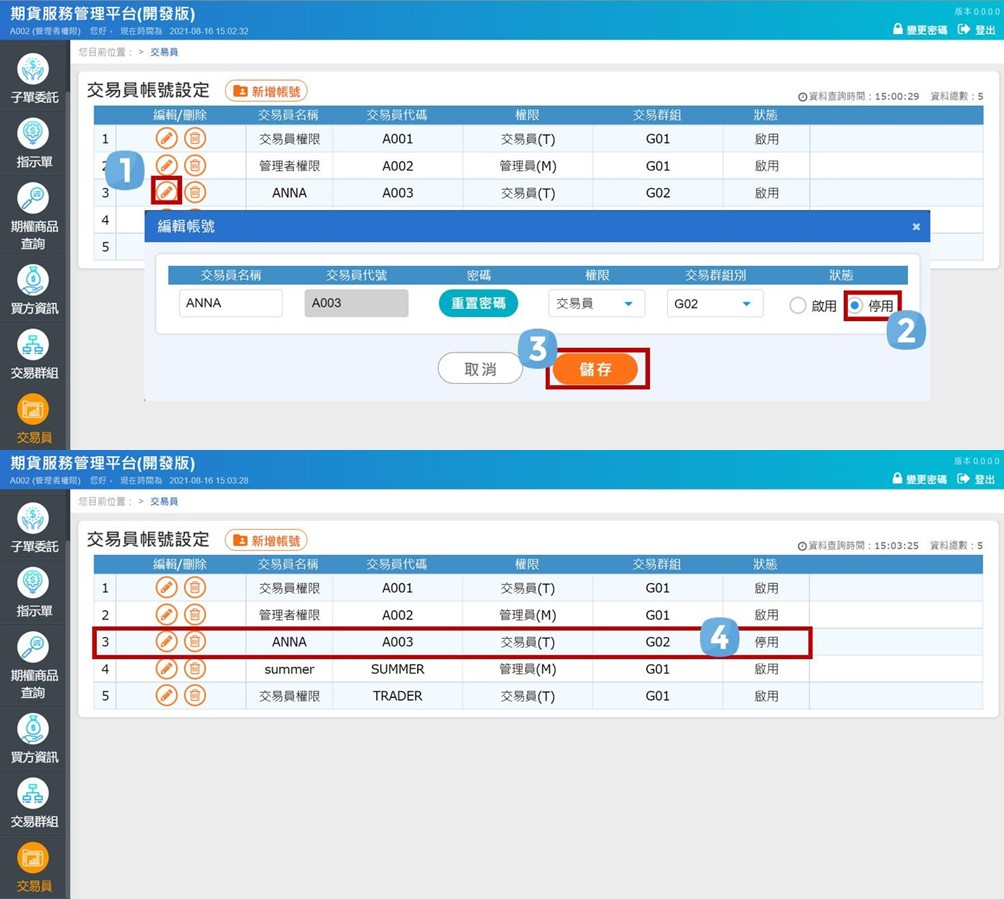 期貨服務管理平台(開發版)
版本 0.0.0.0
A002 (管理者權限) 您好， 現在時間為 2021-08-16 15:02:32
變更密碼 登出
您目前位置： > 交易員
子單委託
指示單
期權商品
查詢
買方資訊
交易群組
交易員
交易員帳號設定 新增帳號
資料查詢時間：15:00:29 資料總數：5
編輯/刪除 交易員名稱 交易員代碼 權限 交易群組 狀態
1 交易員權限 A001 交易員(T) G01 啟用
2 管理者權限 A002 管理員(M) G01 啟用
1
3 ANNA A003 交易員(T) G02 啟用
4
5
編輯帳號 ×
交易員名稱 交易員代號 密碼 權限 交易群組別 狀態
ANNA A003 重置密碼 交易員 G02 啟用 停用
2
3
取消 儲存
期貨服務管理平台(開發版)
版本 0.0.0.0
A002 (管理者權限) 您好， 現在時間為 2021-08-16 15:03:28
變更密碼 登出
您目前位置： > 交易員
子單委託
指示單
期權商品
查詢
買方資訊
交易群組
交易員
交易員帳號設定 新增帳號
資料查詢時間：15:03:25 資料總數：5
編輯/刪除 交易員名稱 交易員代碼 權限 交易群組 狀態
1 交易員權限 A001 交易員(T) G01 啟用
2 管理者權限 A002 管理員(M) G01 啟用
3 ANNA A003 交易員(T) G02 4 停用
4 summer SUMMER 管理員(M) G01 啟用
5 交易員權限 TRADER 交易員(T) G01 啟用